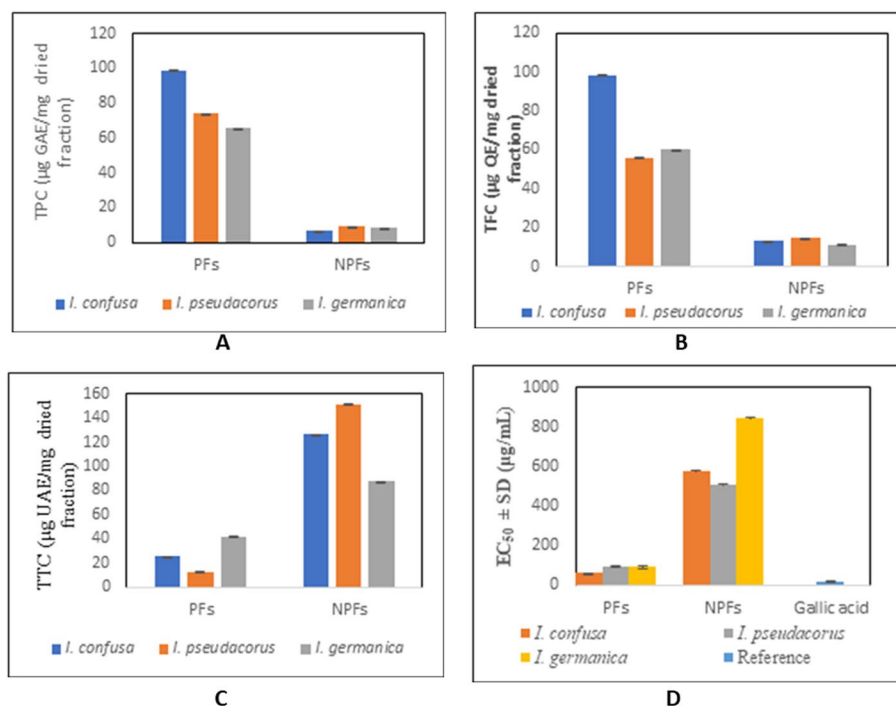 120
100
80
60
40
20
0
TPC (µg GAE/mg dried
fraction)
PFs NPFs
I. confusa I. pseudacorus I. germanica
A
120
100
80
60
40
20
0
TFC (µg QE/mg dried
fraction)
PFs NPFs
I. confusa I. pseudacorus I. germanica
B
160
140
120
100
80
60
40
20
0
TTC (µg UAE/mg dried
fraction)
PFs NPFs
I. confusa I. pseudacorus I. germanica
C
1000
800
600
400
200
0
EC50 ± SD (µg/mL)
PFs NPFs Gallic acid
I. confusa I. pseudacorus
I. germanica Reference
D